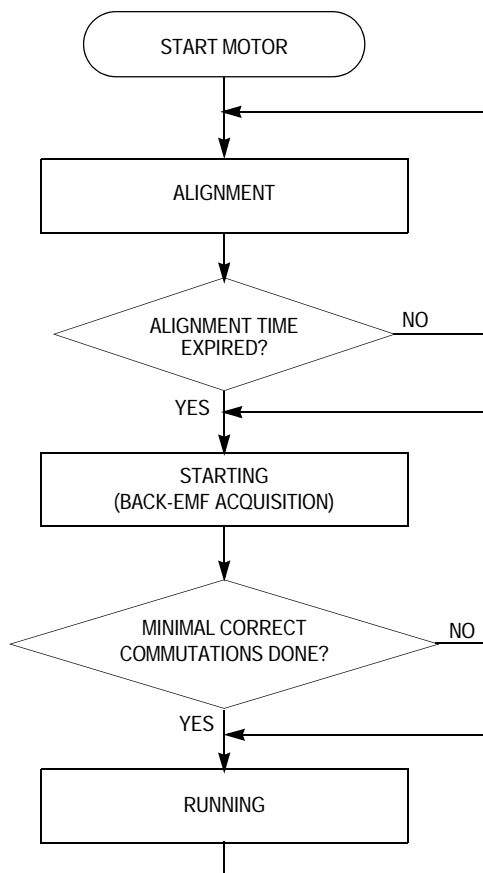 START MOTOR
ALIGNMENT
ALIGNMENT TIME
EXPIRED?
NO
YES
STARTING
(BACK-EMF ACQUISITION)
MINIMAL CORRECT
COMMUTATIONS DONE?
NO
YES
RUNNING